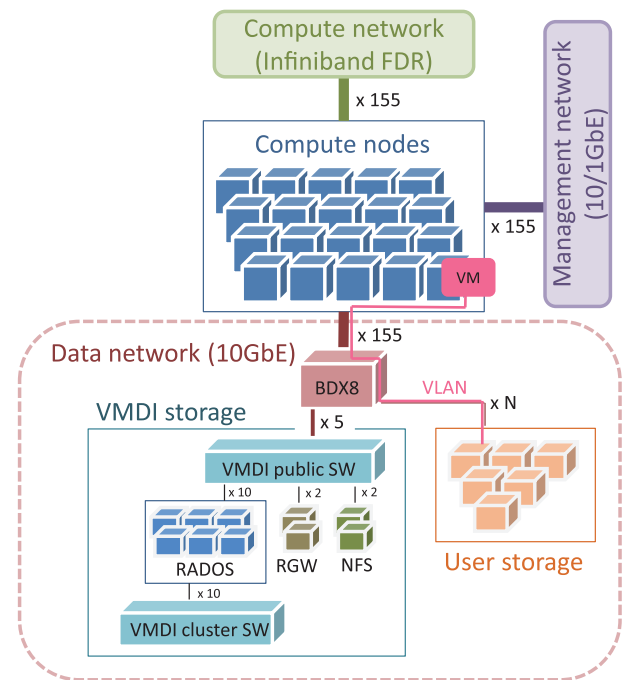 Compute network
(Infiniband FDR)
x 155
Management network
(10/1GbE)
Compute nodes
x 155
VM
x 155
Data network (10GbE)
BDX8
VLAN
x N
VMDI storage
x 5
VMDI public SW
x 10
x 2
x 2
RADOS
RGW
NFS
User storage
x 10
VMDI cluster SW